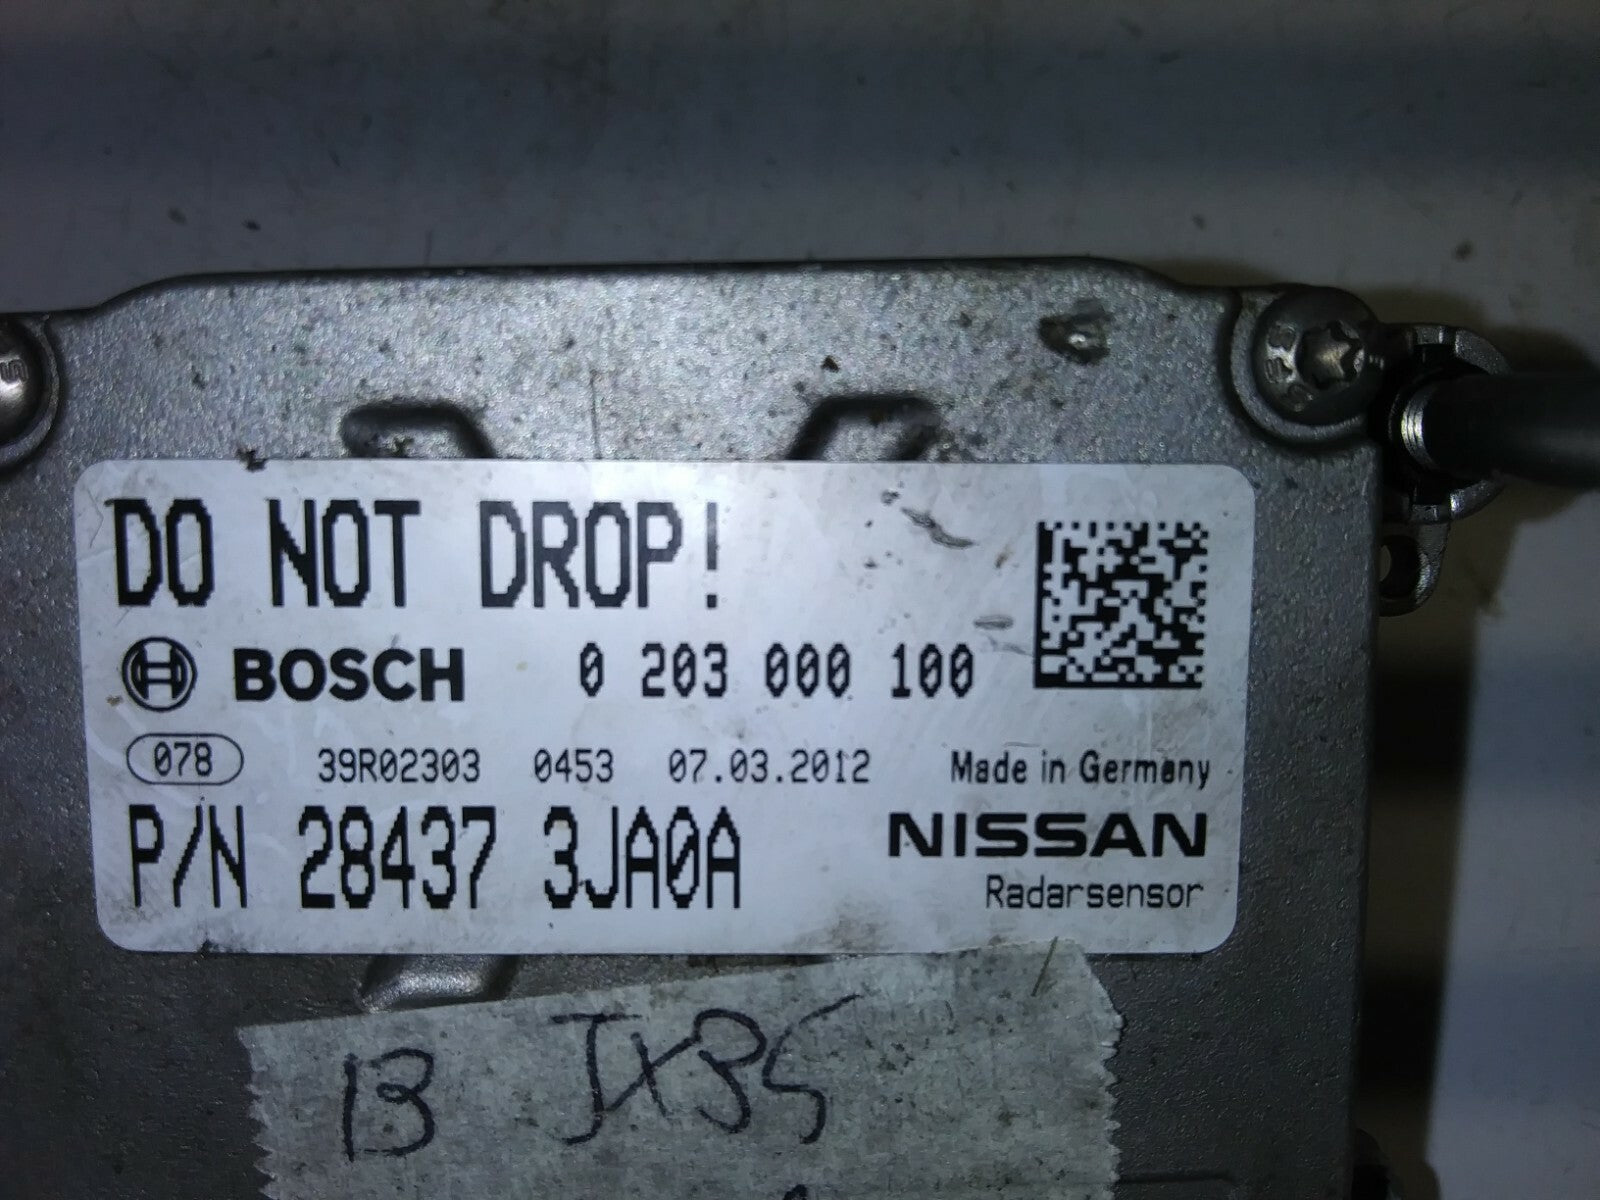 DO NOT DROP!
BOSCH 0 203 000 100
078 39R02303 0453 07.03.2012 Made in Germany
P/N 28437 3JA0A NISSAN
Radarsensor
13 JX35